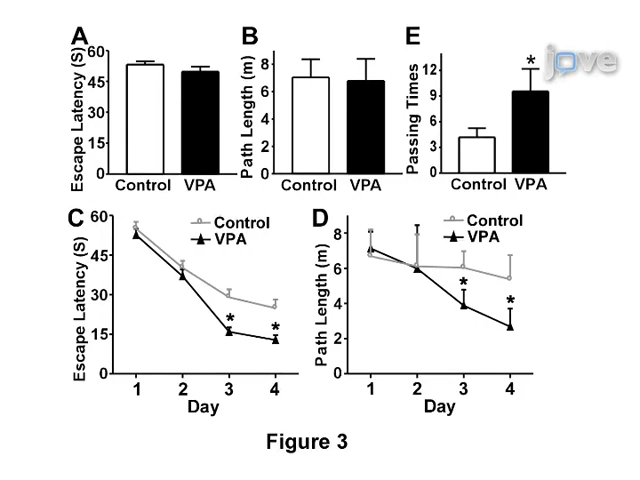 A
Escape Latency (S)
60
45
30
15
0
Control VPA
B
Path Length (m)
8
6
4
2
0
Control VPA
E
Passing Times
12
9
6
3
0
*
Control VPA
jove
C
Escape Latency (S)
60
45
30
15
0
Control
VPA
*
*
1 2 3 4
Day
D
Path Length (m)
8
6
4
2
0
Control
VPA
*
*
1 2 3 4
Day
Figure 3